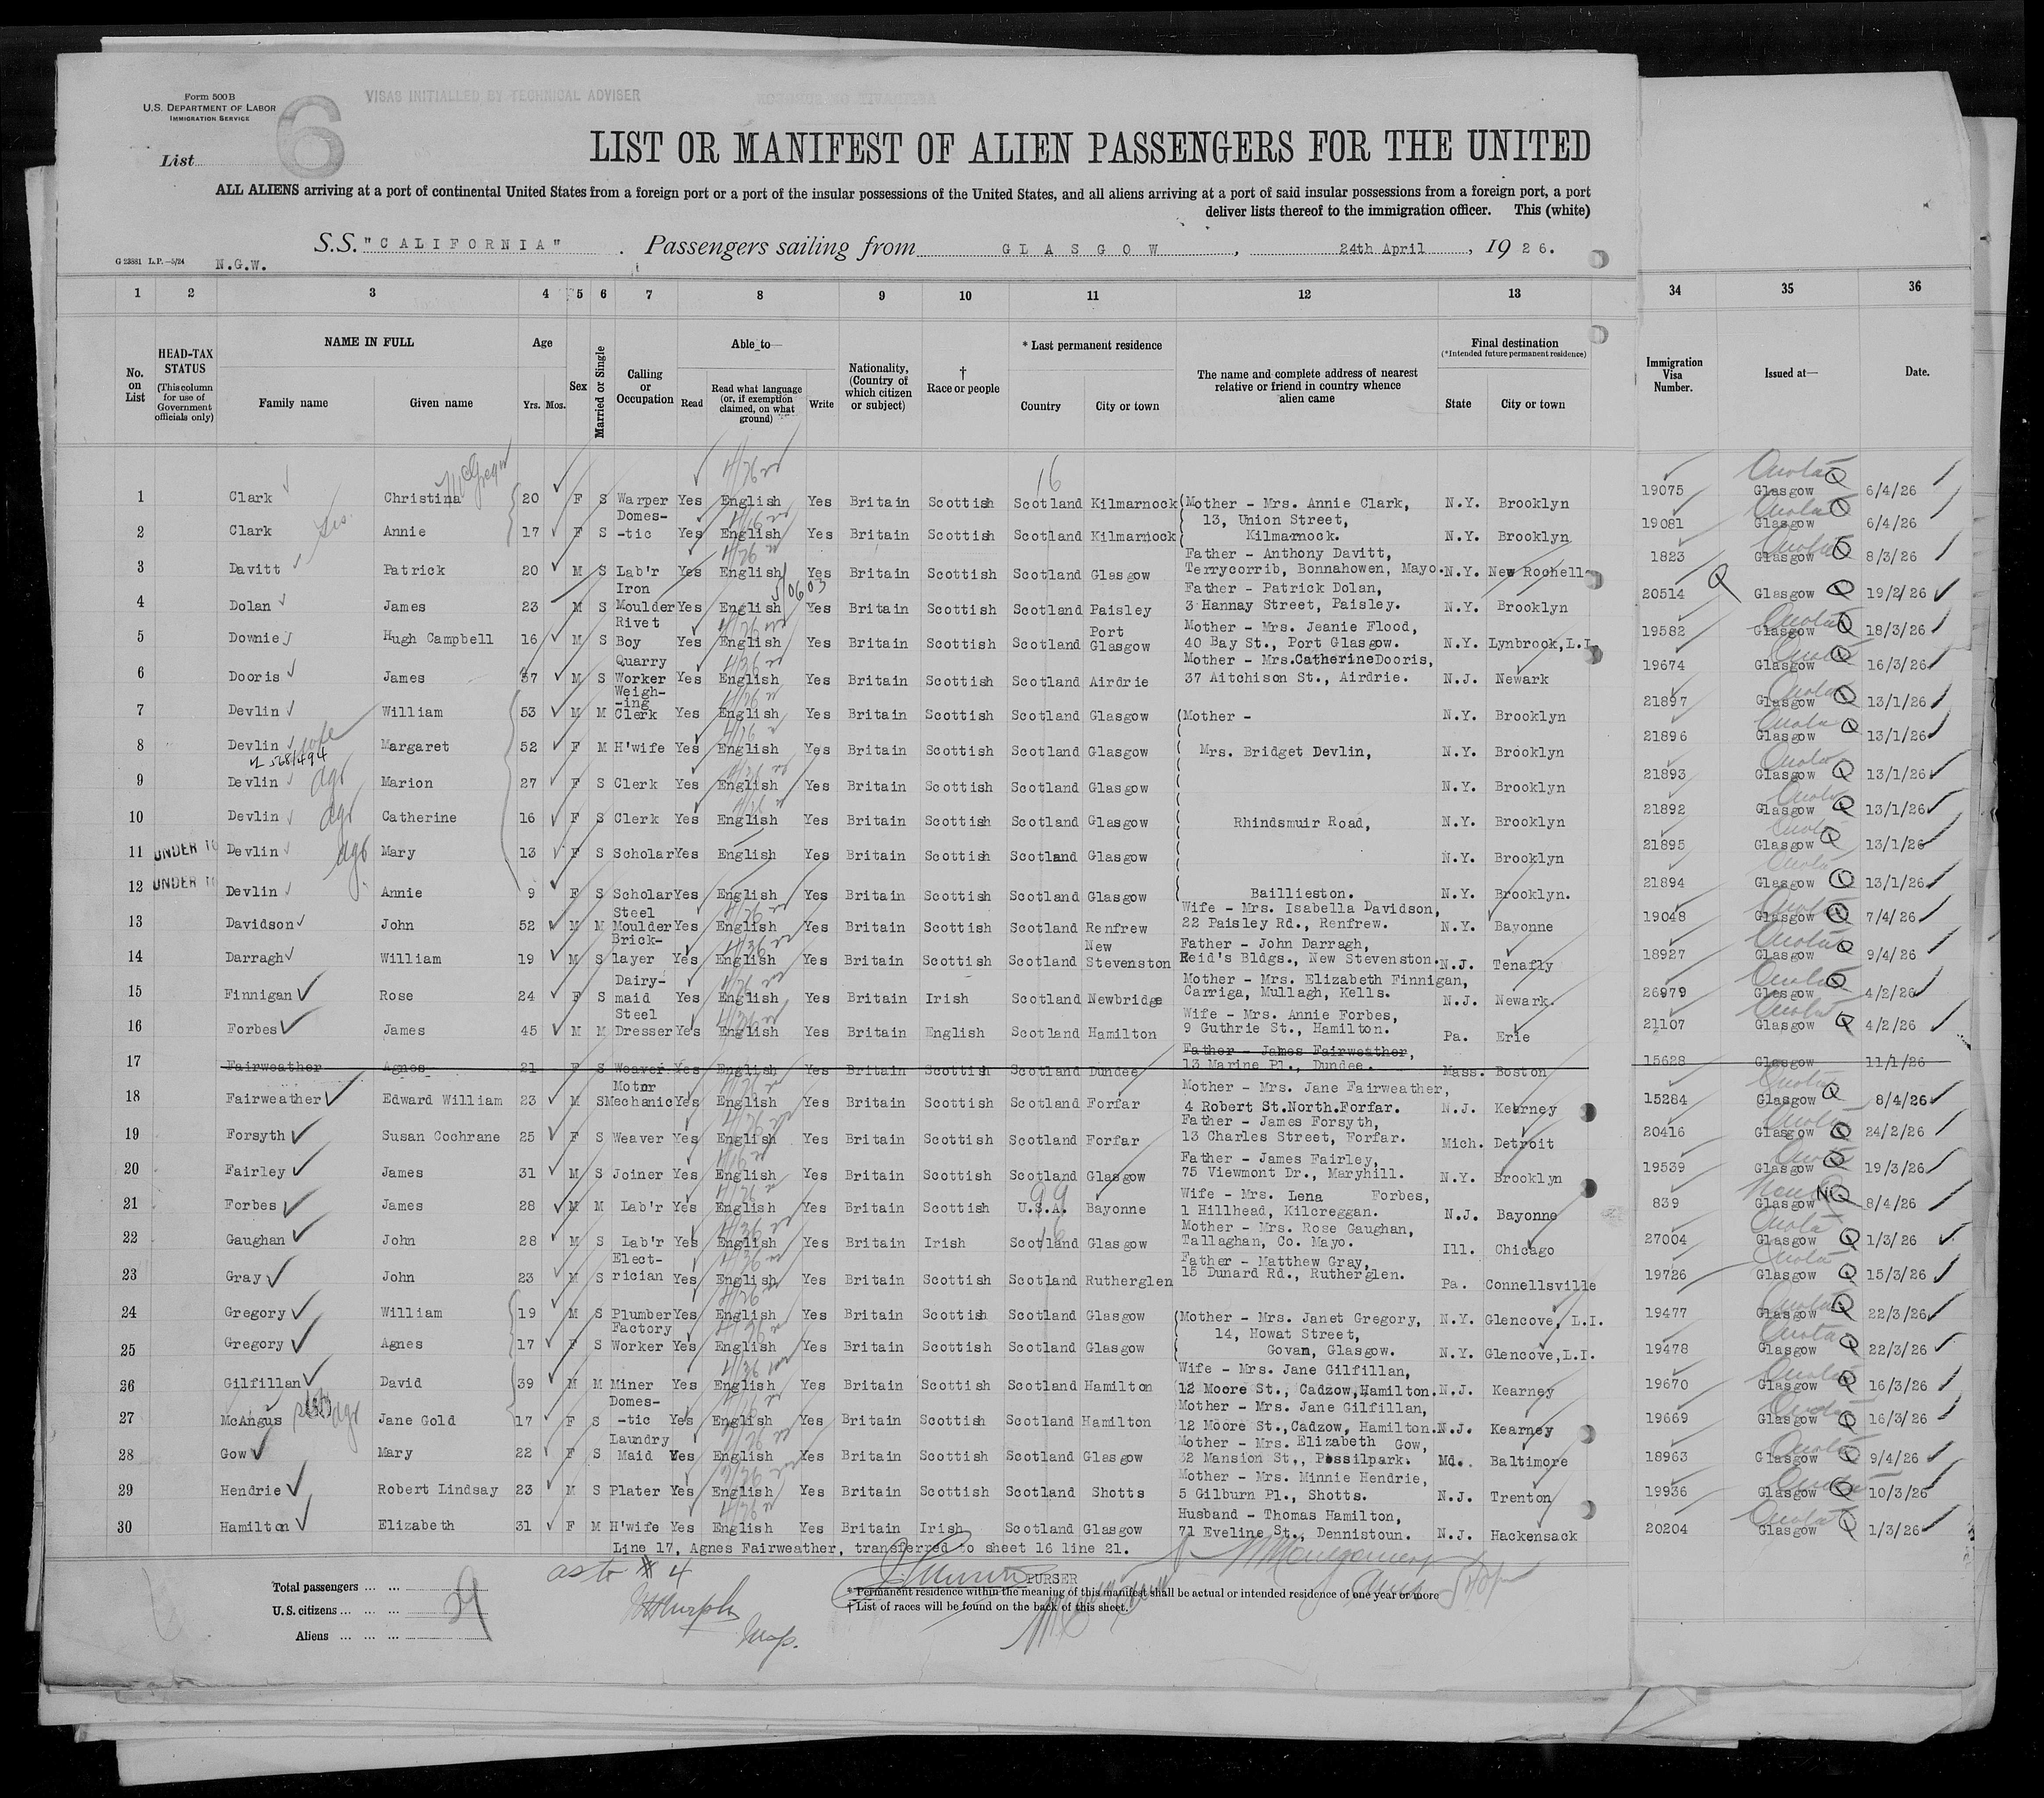 Form 500B
U.S. DEPARTMENT OF LABOR
IMMIGRATION SERVICE
6
VISAS INITIALLED BY TECHNICAL ADVISER
List
LIST OR MANIFEST OF ALIEN PASSENGERS FOR THE UNITED
ALL ALIENS arriving at a port of continental United States from a foreign port or a port of the insular possessions of the United States, and all aliens arriving at a port of said insular possessions from a foreign port, a port
deliver lists thereof to the immigration officer. This (white)
S.S. "CALIFORNIA" . Passengers sailing from GLASGOW, 24th April, 1926.
G 23881 L.P.—5/24 N.G.W.
1 2 3 4 5 6 7 8 9 10 11 12 13 34 35 36
No. on List
HEAD-TAX STATUS (This column for use of Government officials only)
NAME IN FULL Family name Given name
Age Yrs. Mos.
Sex
Married or Single
Calling or Occupation
Able to— Read Read what language (or, if exemption claimed, on what ground) Write
Nationality, (Country of which citizen or subject)
† Race or people
* Last permanent residence Country City or town
The name and complete address of nearest relative or friend in country whence alien came
Final destination (*Intended future permanent residence) State City or town
Immigration Visa Number.
Issued at—
Date.
1 Clark Christina McGregor 20 F S Warper Yes English Yes Britain Scottish Scotland Kilmarnock Mother - Mrs. Annie Clark, N.Y. Brooklyn 19075 Glasgow 6/4/26
2 Clark sis Annie 17 F S Domes-tic Yes English Yes Britain Scottish Scotland Kilmarnock 13, Union Street, Kilmarnock. N.Y. Brooklyn 19081 Glasgow 6/4/26
3 Davitt Patrick 20 M S Lab'r Yes English Yes Britain Scottish Scotland Glasgow Father - Anthony Davitt, Terrycorrib, Bonnahowen, Mayo. N.Y. New Rochell 1823 Glasgow 8/3/26
4 Dolan James 23 M S Iron Moulder Yes English Yes Britain Scottish Scotland Paisley Father - Patrick Dolan, 3 Hannay Street, Paisley. N.Y. Brooklyn 20514 Q Glasgow 19/2/26
5 Downie Hugh Campbell 16 M S Rivet Boy Yes English Yes Britain Scottish Scotland Port Glasgow Mother - Mrs. Jeanie Flood, 40 Bay St., Port Glasgow. N.Y. Lynbrook,L.I. 19582 Glasgow 18/3/26
6 Dooris James 37 M S Quarry Worker Yes English Yes Britain Scottish Scotland Airdrie Mother - Mrs.Catherine Dooris, 37 Aitchison St., Airdrie. N.J. Newark 19674 Glasgow 16/3/26
7 Devlin William 53 M M Weigh-ing Clerk Yes English Yes Britain Scottish Scotland Glasgow Mother - N.Y. Brooklyn 21897 Glasgow 13/1/26
8 Devlin wife Margaret 52 F M H'wife Yes English Yes Britain Scottish Scotland Glasgow Mrs. Bridget Devlin, N.Y. Brooklyn 21896 Glasgow 13/1/26
9 Devlin dgr Marion 27 F S Clerk Yes English Yes Britain Scottish Scotland Glasgow N.Y. Brooklyn 21893 Glasgow 13/1/26
10 Devlin dgr Catherine 16 F S Clerk Yes English Yes Britain Scottish Scotland Glasgow Rhindsmuir Road, N.Y. Brooklyn 21892 Glasgow 13/1/26
11 UNDER 16 Devlin dgr Mary 13 F S Scholar Yes English Yes Britain Scottish Scotland Glasgow N.Y. Brooklyn 21895 Glasgow 13/1/26
12 UNDER 16 Devlin Annie 9 F S Scholar Yes English Yes Britain Scottish Scotland Glasgow Baillieston. N.Y. Brooklyn. 21894 Glasgow 13/1/26
13 Davidson John 52 M M Steel Moulder Yes English Yes Britain Scottish Scotland Renfrew Wife - Mrs. Isabella Davidson, 22 Paisley Rd., Renfrew. N.Y. Bayonne 19048 Glasgow 7/4/26
14 Darragh William 19 M S Brick-layer Yes English Yes Britain Scottish Scotland New Stevenston Father - John Darragh, Reid's Bldgs., New Stevenston. N.J. Tenafly 18927 Glasgow 9/4/26
15 Finnigan Rose 24 F S Dairy-maid Yes English Yes Britain Irish Scotland Newbridge Mother - Mrs. Elizabeth Finnigan, Carriga, Mullagh, Kells. N.J. Newark. 26979 Glasgow 4/2/26
16 Forbes James 45 M M Steel Dresser Yes English Yes Britain English Scotland Hamilton Wife - Mrs. Annie Forbes, 9 Guthrie St., Hamilton. Pa. Erie 21107 Glasgow 4/2/26
17 Fairweather Agnes 21 F S Weaver Yes English Yes Britain Scottish Scotland Dundee Father - James Fairweather, 13 Marine Pl., Dundee. Mass. Boston 15628 Glasgow 11/1/26
18 Fairweather Edward William 23 M S Motor Mechanic Yes English Yes Britain Scottish Scotland Forfar Mother - Mrs. Jane Fairweather, 4 Robert St.North.Forfar. N.J. Kearney 15284 Glasgow 8/4/26
19 Forsyth Susan Cochrane 25 F S Weaver Yes English Yes Britain Scottish Scotland Forfar Father - James Forsyth, 13 Charles Street, Forfar. Mich. Detroit 20416 Glasgow 24/2/26
20 Fairley James 31 M S Joiner Yes English Yes Britain Scottish Scotland Glasgow Father - James Fairley, 75 Viewmont Dr., Maryhill. N.Y. Brooklyn 19539 Glasgow 19/3/26
21 Forbes James 28 M M Lab'r Yes English Yes Britain Scottish U.S.A. Bayonne Wife - Mrs. Lena Forbes, 1 Hillhead, Kilcreggan. N.J. Bayonne 839 Glasgow NQ 8/4/26
22 Gaughan John 28 M S Lab'r Yes English Yes Britain Irish Scotland Glasgow Mother - Mrs. Rose Gaughan, Tallaghan, Co. Mayo. Ill. Chicago 27004 Glasgow 1/3/26
23 Gray John 23 M S Elect-rician Yes English Yes Britain Scottish Scotland Rutherglen Father - Matthew Gray, 15 Dunard Rd., Rutherglen. Pa. Connellsville 19726 Glasgow 15/3/26
24 Gregory William 19 M S Plumber Yes English Yes Britain Scottish Scotland Glasgow Mother - Mrs. Janet Gregory, N.Y. Glencove, L.I. 19477 Glasgow 22/3/26
25 Gregory Agnes 17 F S Factory Worker Yes English Yes Britain Scottish Scotland Glasgow 14, Howat Street, Govan, Glasgow. N.Y. Glencove,L.I. 19478 Glasgow 22/3/26
26 Gilfillan David 39 M M Miner Yes English Yes Britain Scottish Scotland Hamilton Wife - Mrs. Jane Gilfillan, 12 Moore St., Cadzow,Hamilton. N.J. Kearney 19670 Glasgow 16/3/26
27 McAngus dgr Jane Gold 17 F S Domes-tic Yes English Yes Britain Scottish Scotland Hamilton Mother - Mrs. Jane Gilfillan, 12 Moore St.,Cadzow, Hamilton. N.J. Kearney 19669 Glasgow 16/3/26
28 Gow Mary 22 F S Laundry Maid Yes English Yes Britain Scottish Scotland Glasgow Mother - Mrs. Elizabeth Gow, 32 Mansion St., Possilpark. Md. Baltimore 18963 Glasgow 9/4/26
29 Hendrie Robert Lindsay 23 M S Plater Yes English Yes Britain Scottish Scotland Shotts Mother - Mrs. Minnie Hendrie, 5 Gilburn Pl., Shotts. N.J. Trenton 19936 Glasgow 10/3/26
30 Hamilton Elizabeth 31 F M H'wife Yes English Yes Britain Irish Scotland Glasgow Husband - Thomas Hamilton, 71 Eveline St., Dennistoun. N.J. Hackensack 20204 Glasgow 1/3/26
Line 17, Agnes Fairweather, transferred to sheet 16 line 21.
as to # 4
PURSER
Total passengers ... ...
U.S. citizens ... ... ... 29
Aliens ... ... ...
* Permanent residence within the meaning of this manifest shall be actual or intended residence of one year or more
† List of races will be found on the back of this sheet.